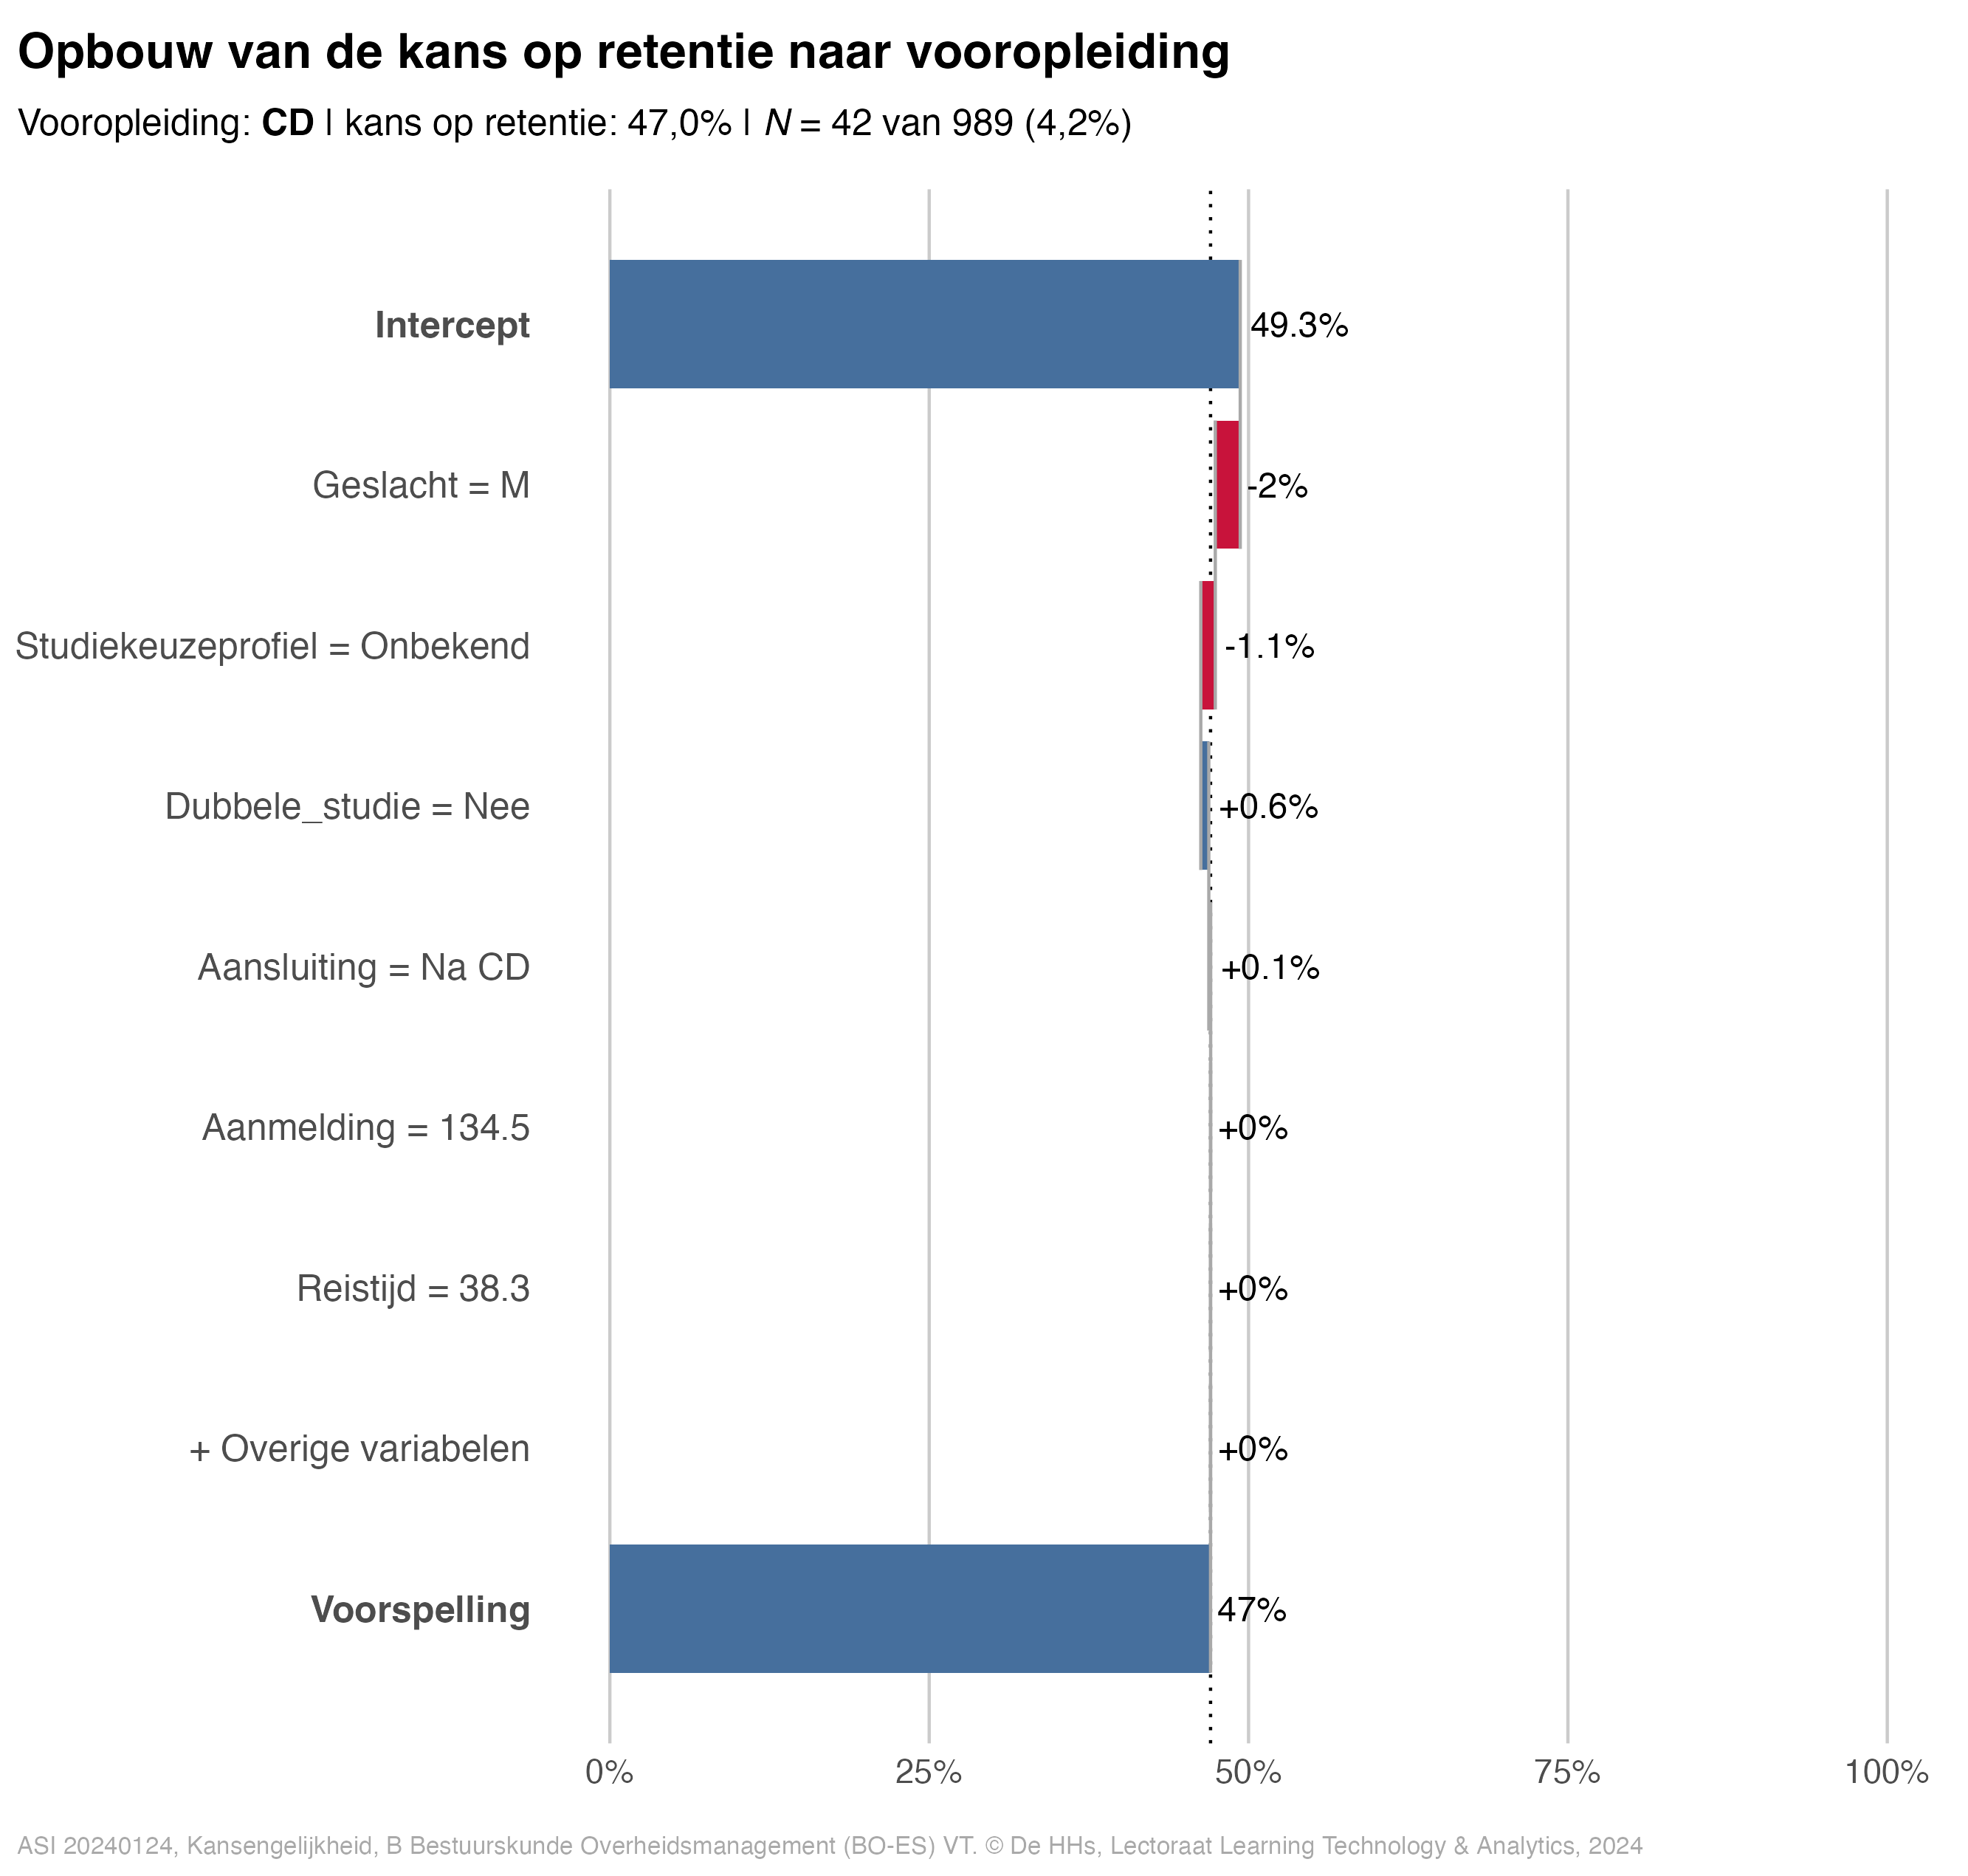 Opbouw van de kans op retentie naar vooropleiding
Vooropleiding: CD | kans op retentie: 47,0% | N = 42 van 989 (4,2%)
Intercept
49.3%
Geslacht = M
-2%
Studiekeuzeprofiel = Onbekend
-1.1%
Dubbele_studie = Nee
+0.6%
Aansluiting = Na CD
+0.1%
Aanmelding = 134.5
+0%
Reistijd = 38.3
+0%
+ Overige variabelen
+0%
Voorspelling
47%
0% 25% 50% 75% 100%
ASI 20240124, Kansengelijkheid, B Bestuurskunde Overheidsmanagement (BO-ES) VT. © De HHs, Lectoraat Learning Technology & Analytics, 2024